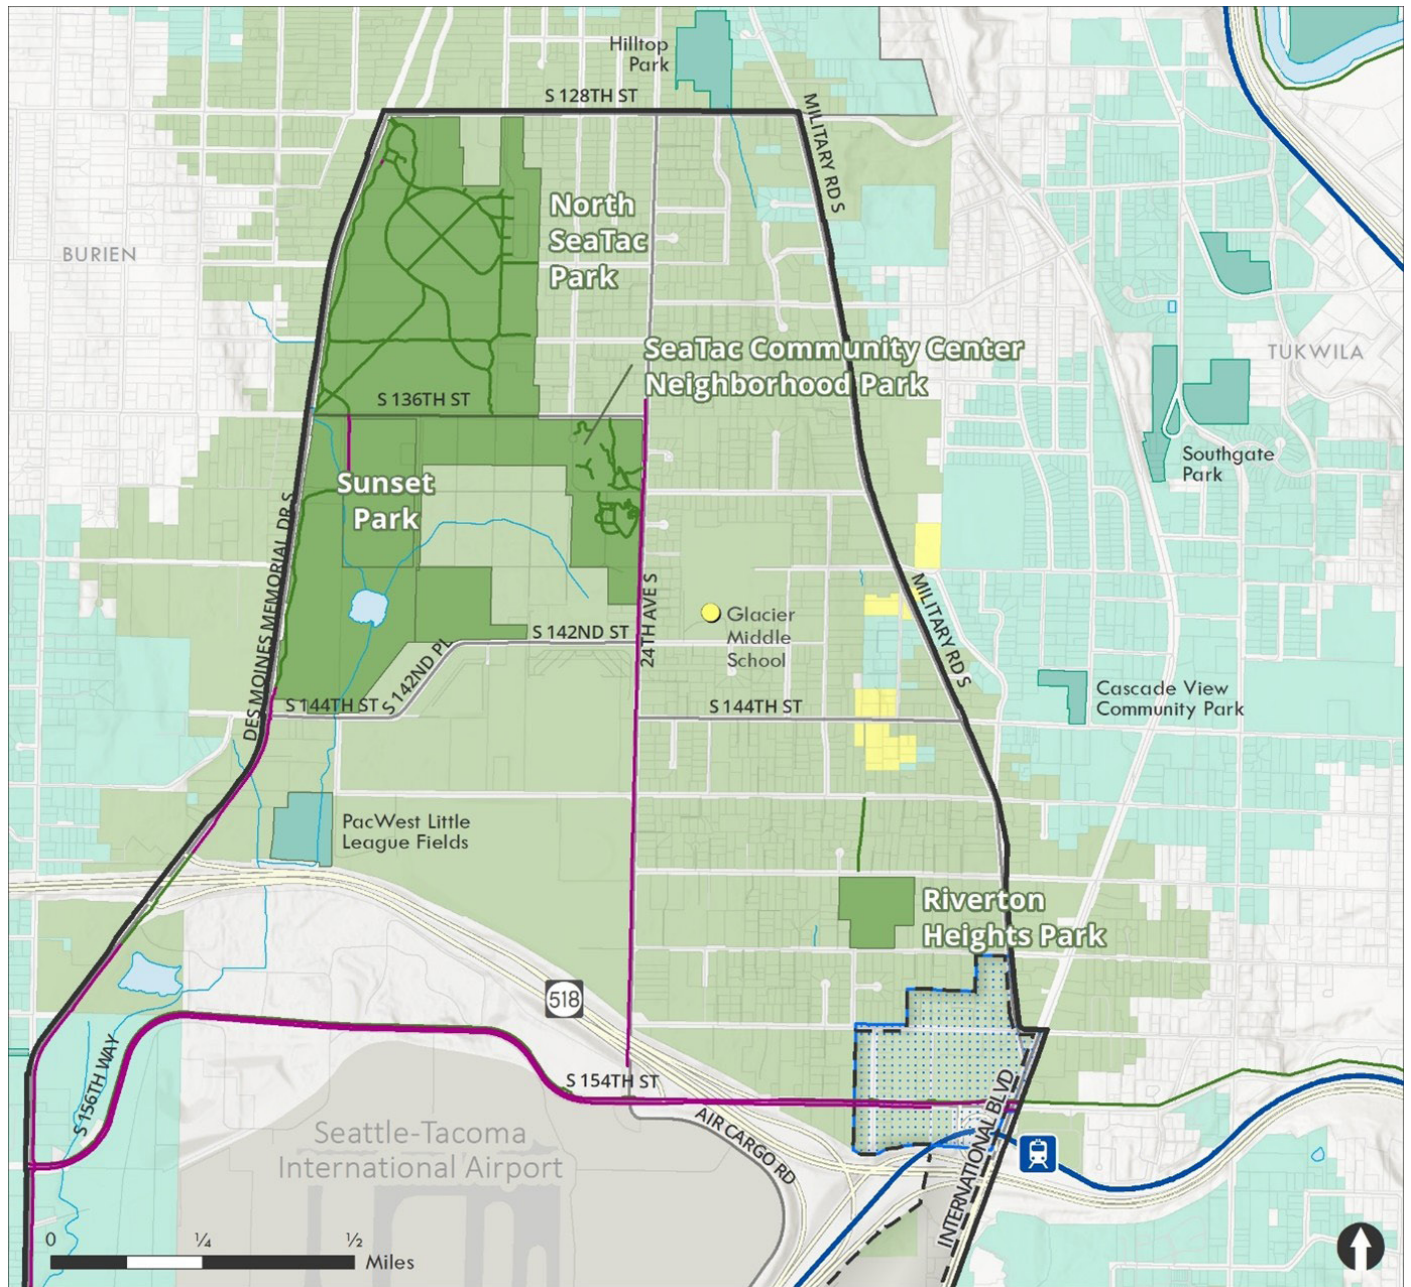 Hilltop
Park
S 128TH ST
MILITARY RD S
North
SeaTac
Park
BURIEN
SeaTac Community Center
Neighborhood Park
TUKWILA
S 136TH ST
Southgate
Park
Sunset
Park
DES MOINES MEMORIAL DR S
24TH AVE S
MILITARY RD S
Glacier
Middle
School
S 142ND ST
S 142ND PL
S 144TH ST
S 144TH ST
Cascade View
Community Park
PacWest Little
League Fields
Riverton
Heights Park
518
S 156TH WAY
S 154TH ST
AIR CARGO RD
INTERNATIONAL BLVD
Seattle-Tacoma
International Airport
0 1/4 1/2
Miles